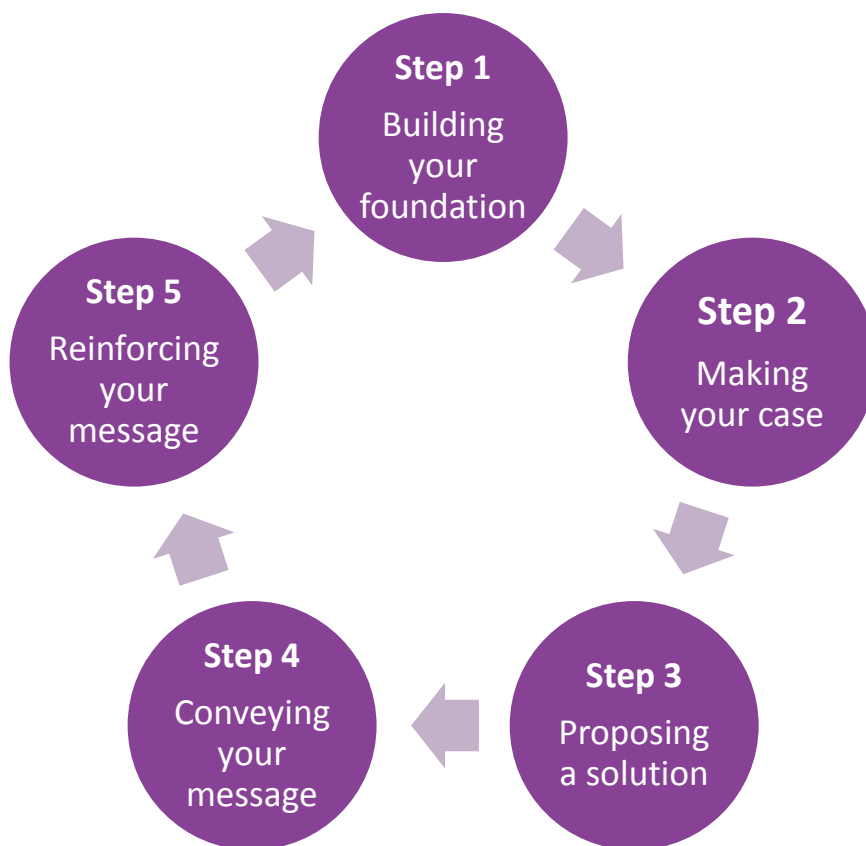 Step 1
Building
your
foundation
Step 2
Making
your case
Step 3
Proposing
a solution
Step 4
Conveying
your
message
Step 5
Reinforcing
your
message